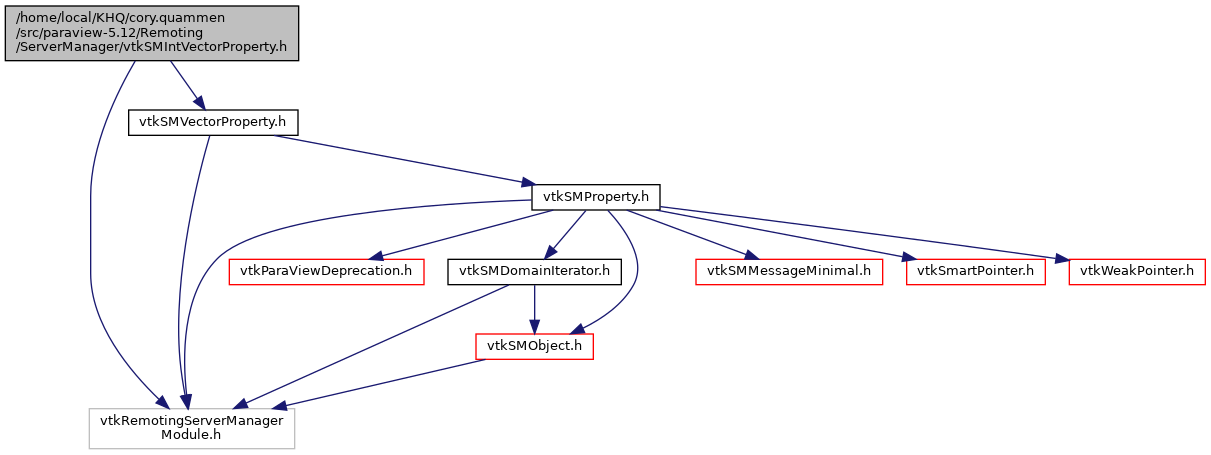 /home/local/KHQ/cory.quammen
/src/paraview-5.12/Remoting
/ServerManager/vtkSMIntVectorProperty.h
vtkSMVectorProperty.h
vtkSMProperty.h
vtkParaViewDeprecation.h
vtkSMDomainIterator.h
vtkSMMessageMinimal.h
vtkSmartPointer.h
vtkWeakPointer.h
vtkSMObject.h
vtkRemotingServerManager
Module.h